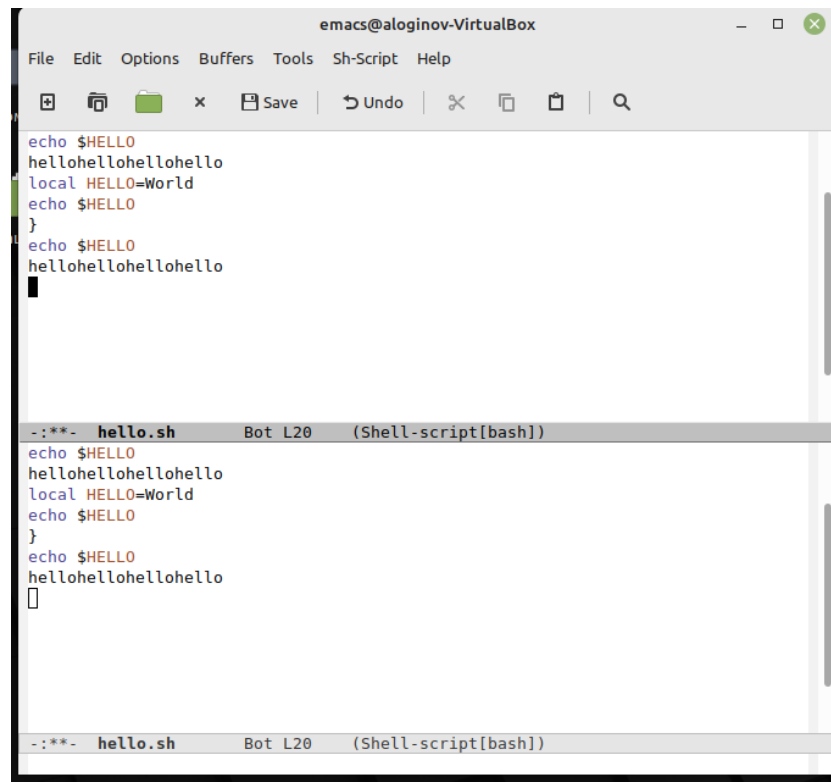 emacs@aloginov-VirtualBox
File Edit Options Buffers Tools Sh-Script Help
Save Undo
echo $HELLO
hellohellohellohello
local HELLO=World
echo $HELLO
}
echo $HELLO
hellohellohellohello
-:**- hello.sh Bot L20 (Shell-script[bash])
echo $HELLO
hellohellohellohello
local HELLO=World
echo $HELLO
}
echo $HELLO
hellohellohellohello
-:**- hello.sh Bot L20 (Shell-script[bash])